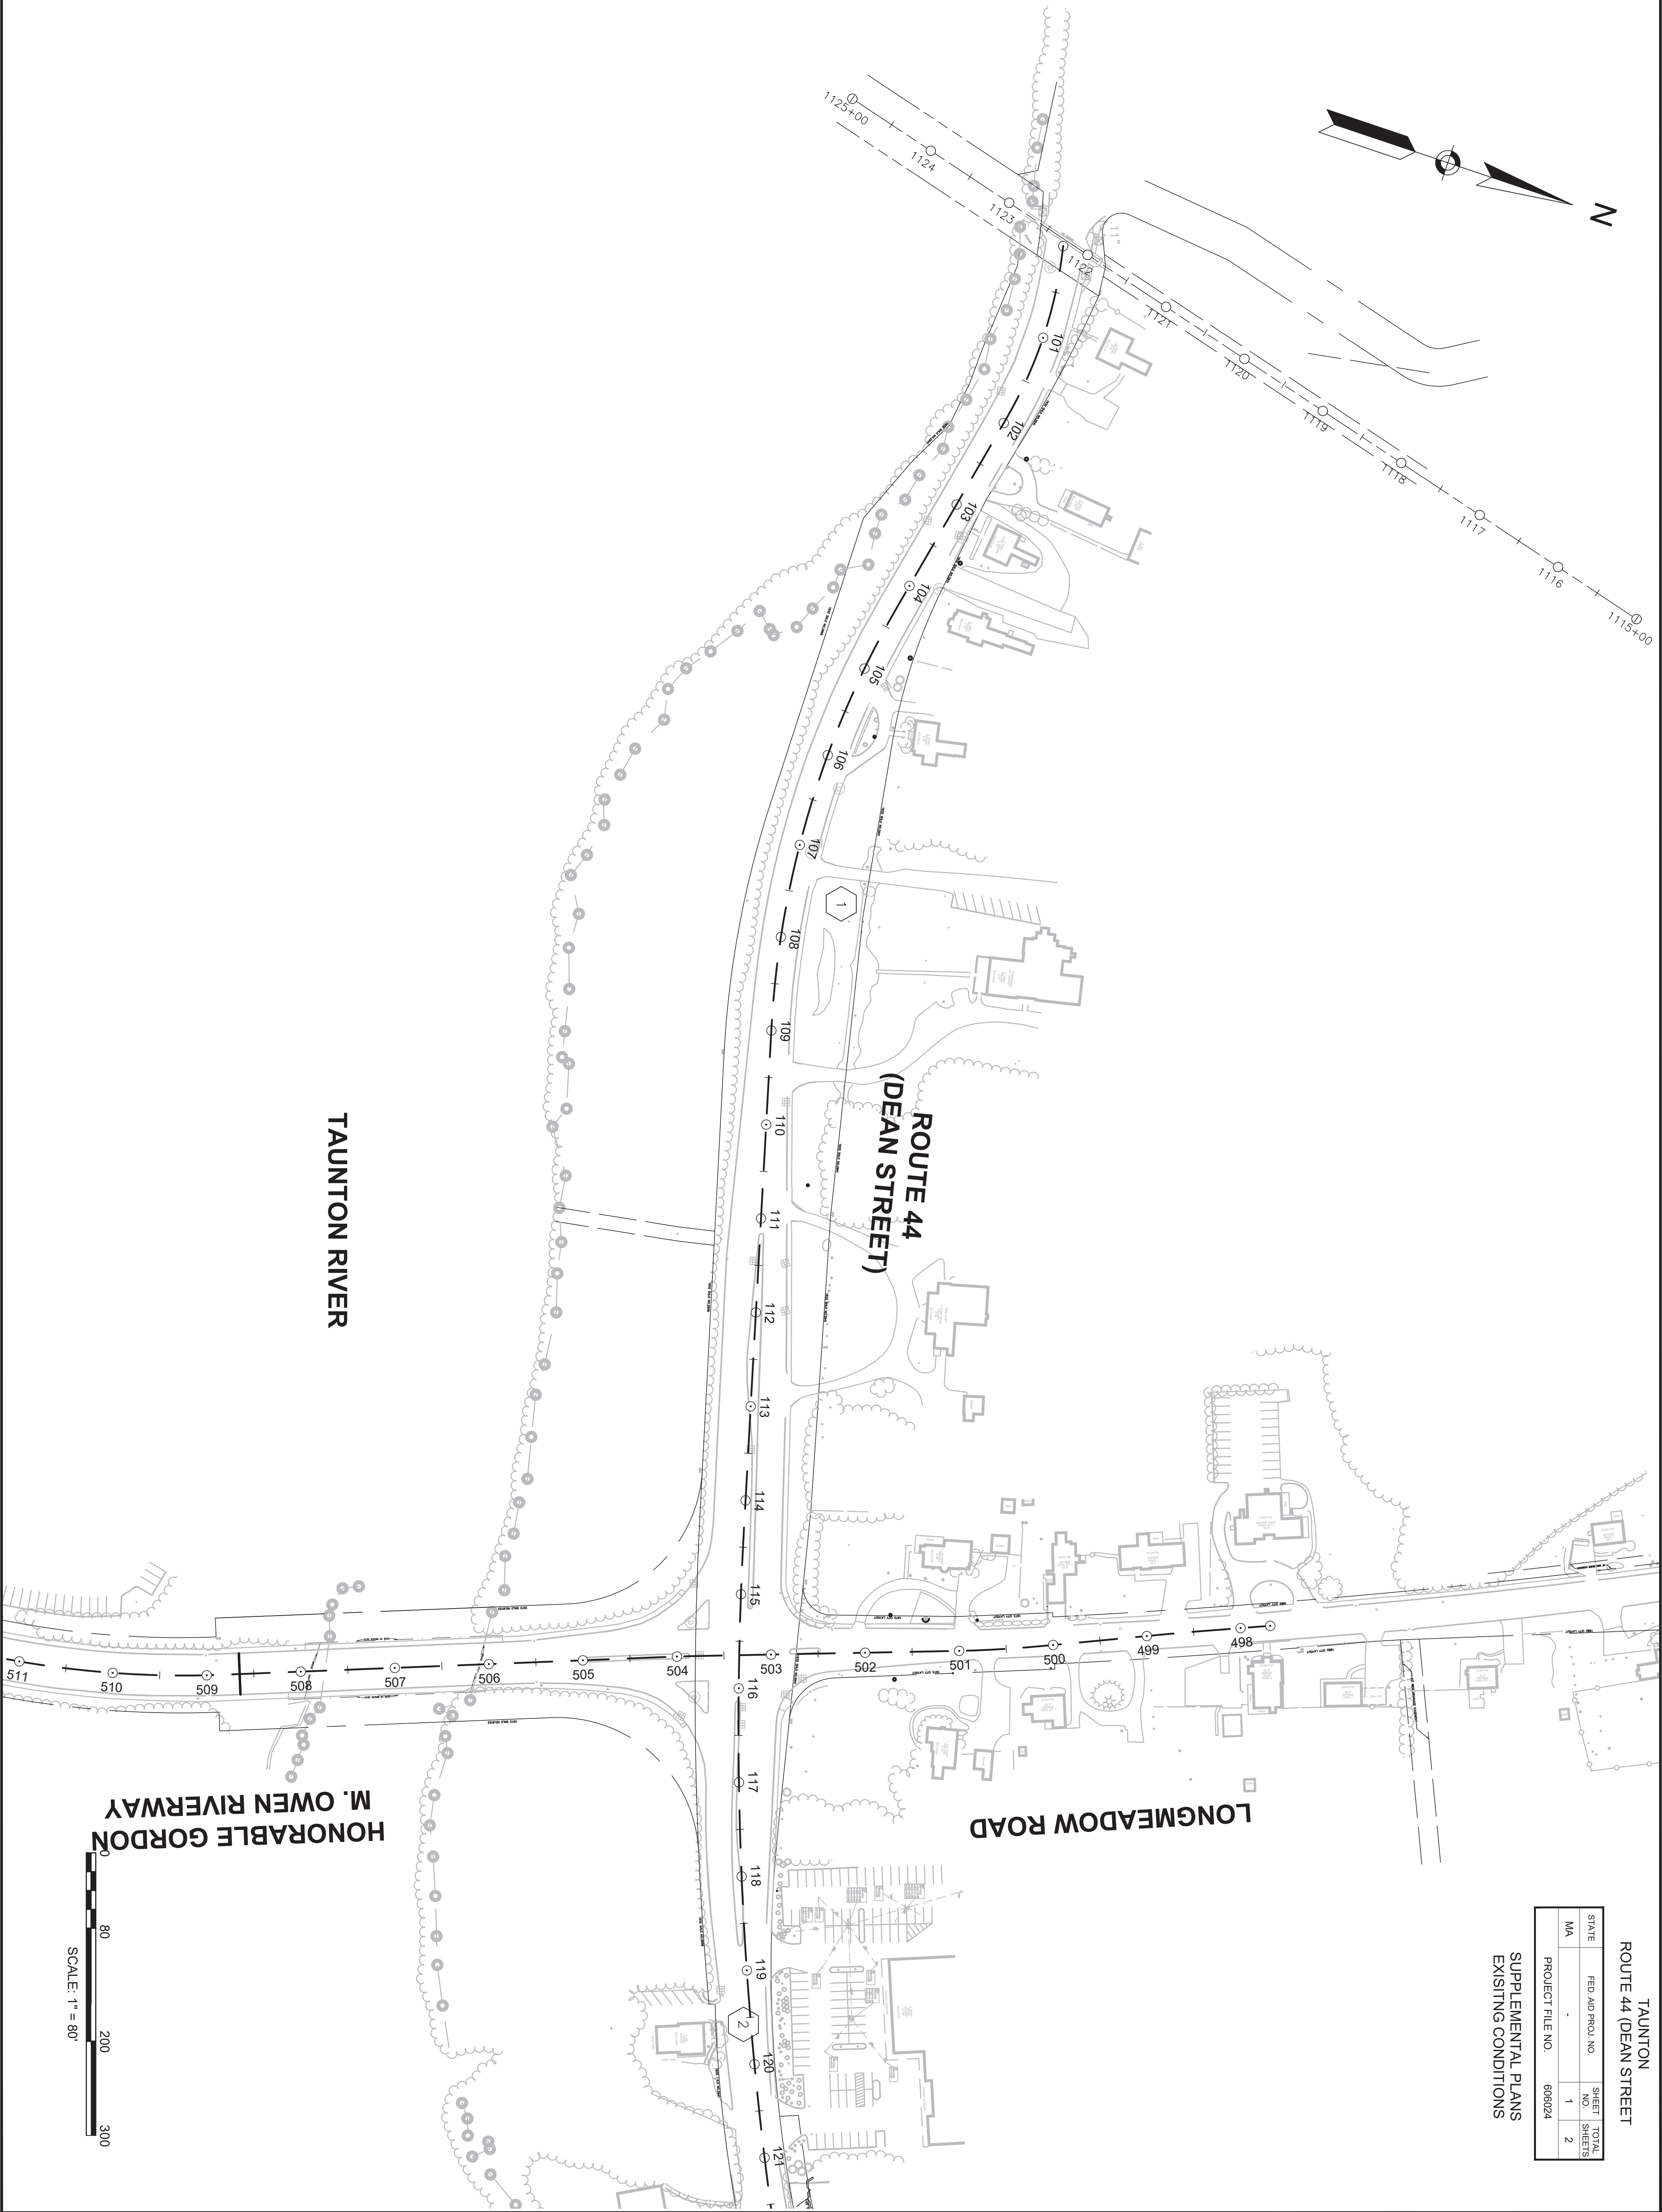 TAUNTON
ROUTE 44 (DEAN STREET
STATE
FED. AID PROJ. NO.
SHEET
NO.
TOTAL
SHEETS
MA
-
1
2
PROJECT FILE NO.
606024
SUPPLEMENTAL PLANS
EXISITNG CONDITIONS
N
1125+00
1124
1123
1122
1121
1120
1119
1118
1117
1116
1115+00
11"
101
102
103
104
105
106
107
1
108
109
110
111
112
113
114
115
116
117
118
119
2
120
121
ROUTE 44
(DEAN STREET)
TAUNTON RIVER
498
499
500
501
502
503
504
505
506
507
508
509
510
511
LONGMEADOW ROAD
HONORABLE GORDON
M. OWEN RIVERWAY
0
80
200
300
SCALE: 1" = 80'